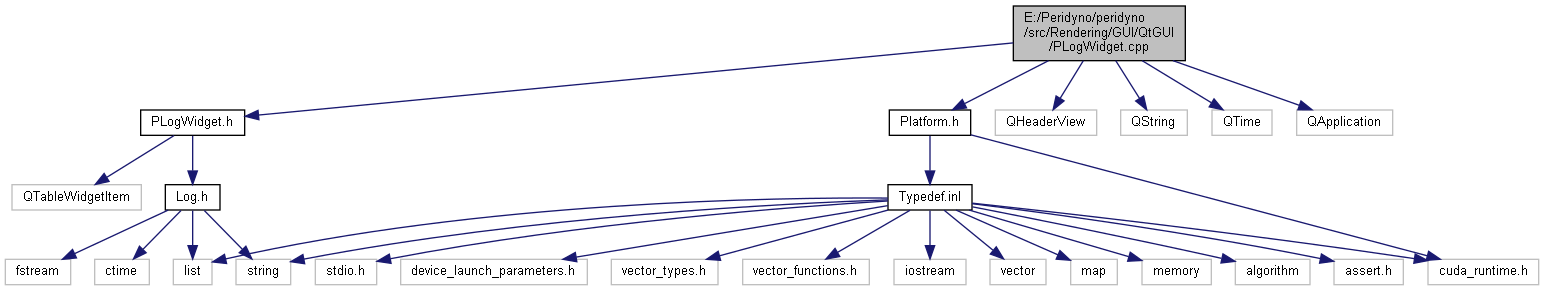 E:/Peridyno/peridyno
/src/Rendering/GUI/QtGUI
/PLogWidget.cpp
PLogWidget.h
Platform.h
QHeaderView
QString
QTime
QApplication
QTableWidgetItem
Log.h
Typedef.inl
fstream
ctime
list
string
stdio.h
device_launch_parameters.h
vector_types.h
vector_functions.h
iostream
vector
map
memory
algorithm
assert.h
cuda_runtime.h